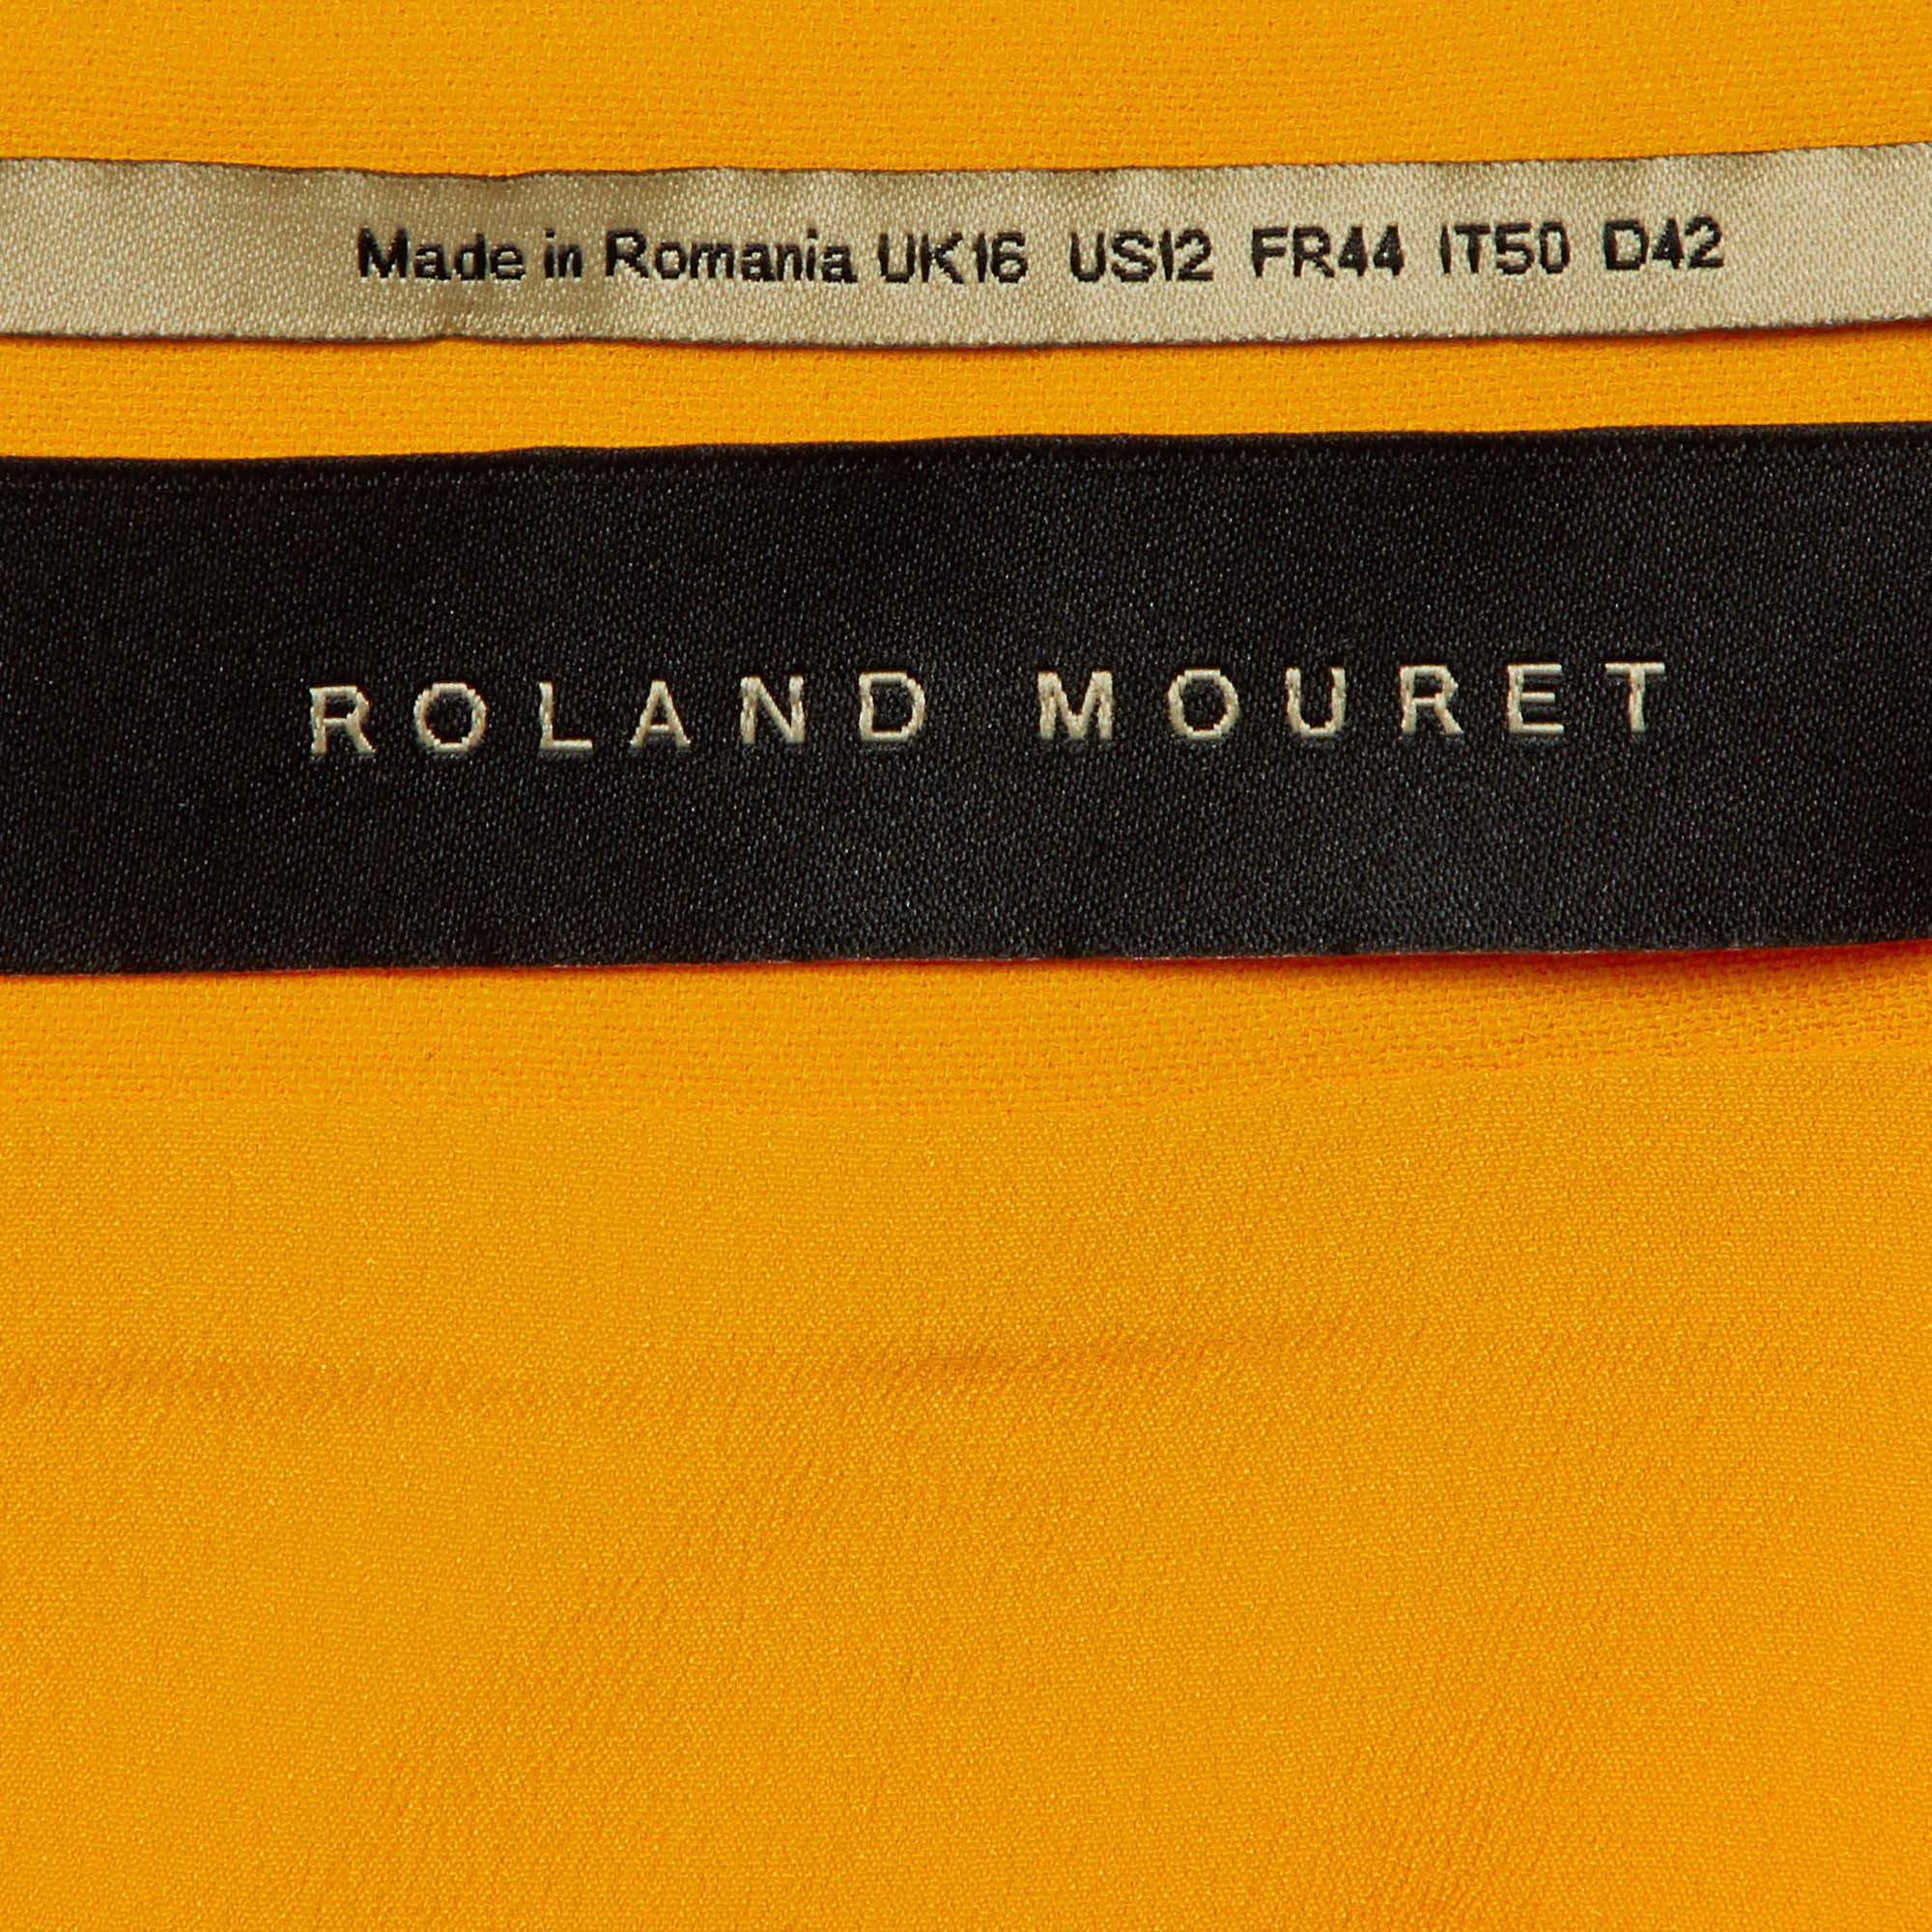 Made in Romania UK16 US12 FR44 IT50 D42
ROLAND MOURET